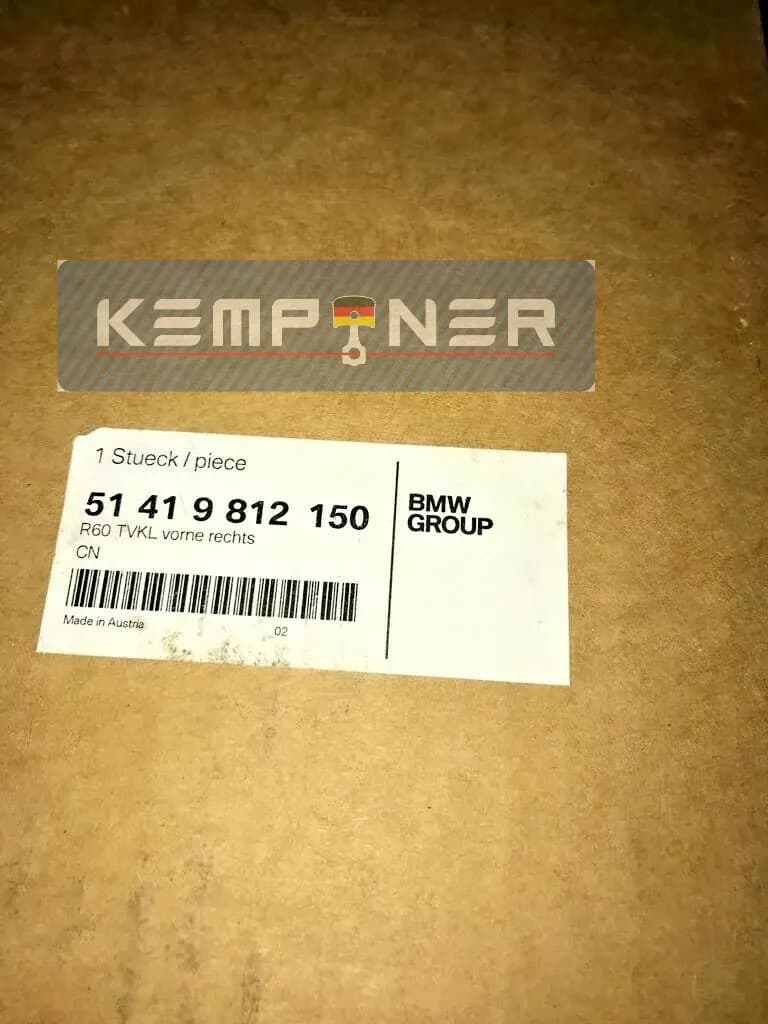 KEMPTNER
1 Stueck / piece
51 41 9 812 150
R60 TVKL vorne rechts
CN
Made in Austria
02
BMW
GROUP